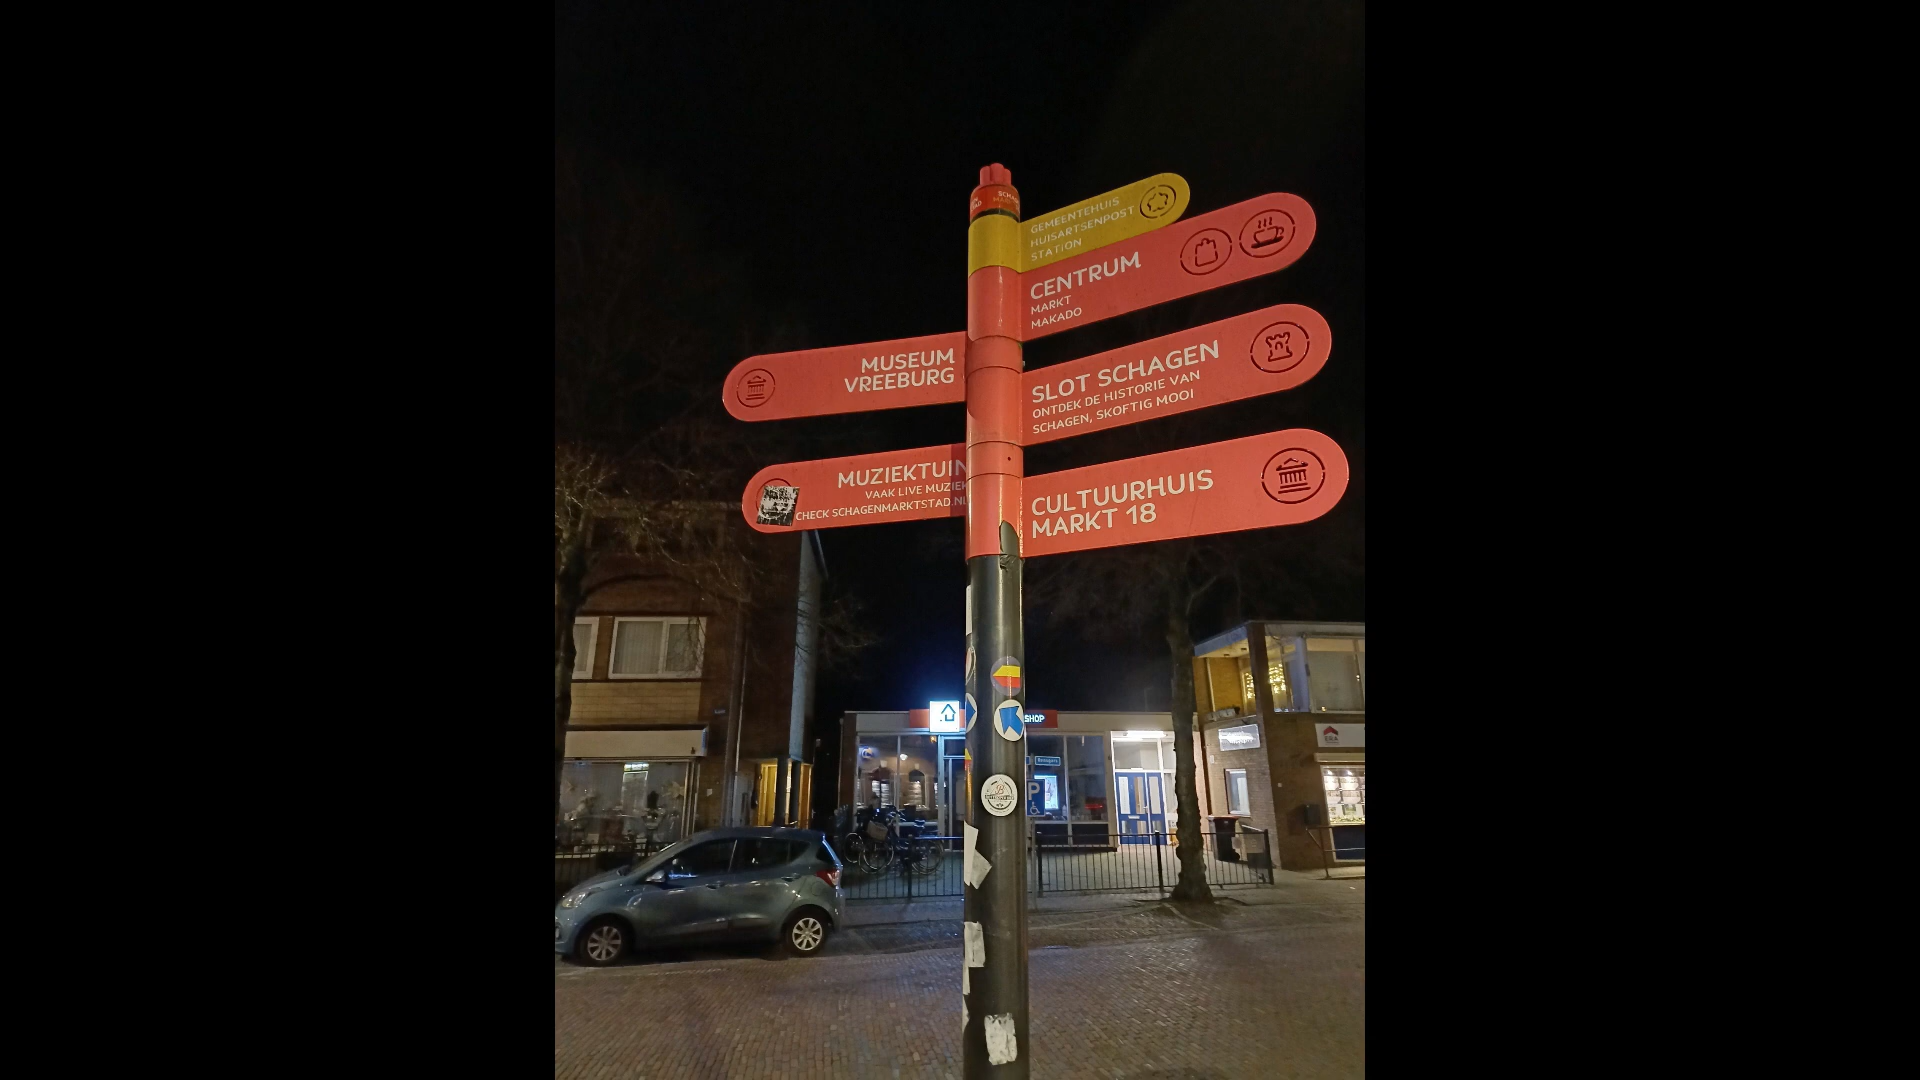 GEMEENTEHUIS
HUISARTSENPOST
STATION
CENTRUM
MARKT
MAKADO
MUSEUM
VREEBURG
SLOT SCHAGEN
ONTDEK DE HISTORIE VAN
SCHAGEN, SKOFTIG MOOI
MUZIEKTUIN
VAAK LIVE MUZIEK
CHECK SCHAGENMARKTSTAD.NL
CULTUURHUIS
MARKT 18
SHOP
P
ERA